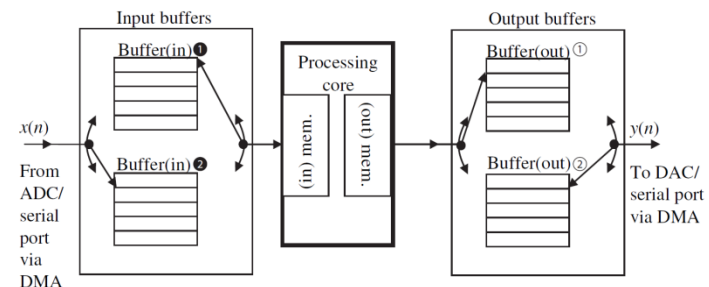 Input buffers
Output buffers
Buffer(in)❶
Processing
core
(in) mem.
(out) mem.
Buffer(out)①
x(n)
y(n)
Buffer(in)❷
Buffer(out)②
From
ADC/
serial
port
via
DMA
To DAC/
serial port
via DMA